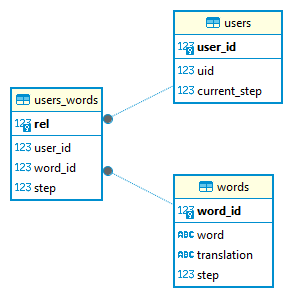 users
123 user_id
123 uid
123 current_step
users_words
123 rel
123 user_id
123 word_id
123 step
words
123 word_id
ABC word
ABC translation
123 step